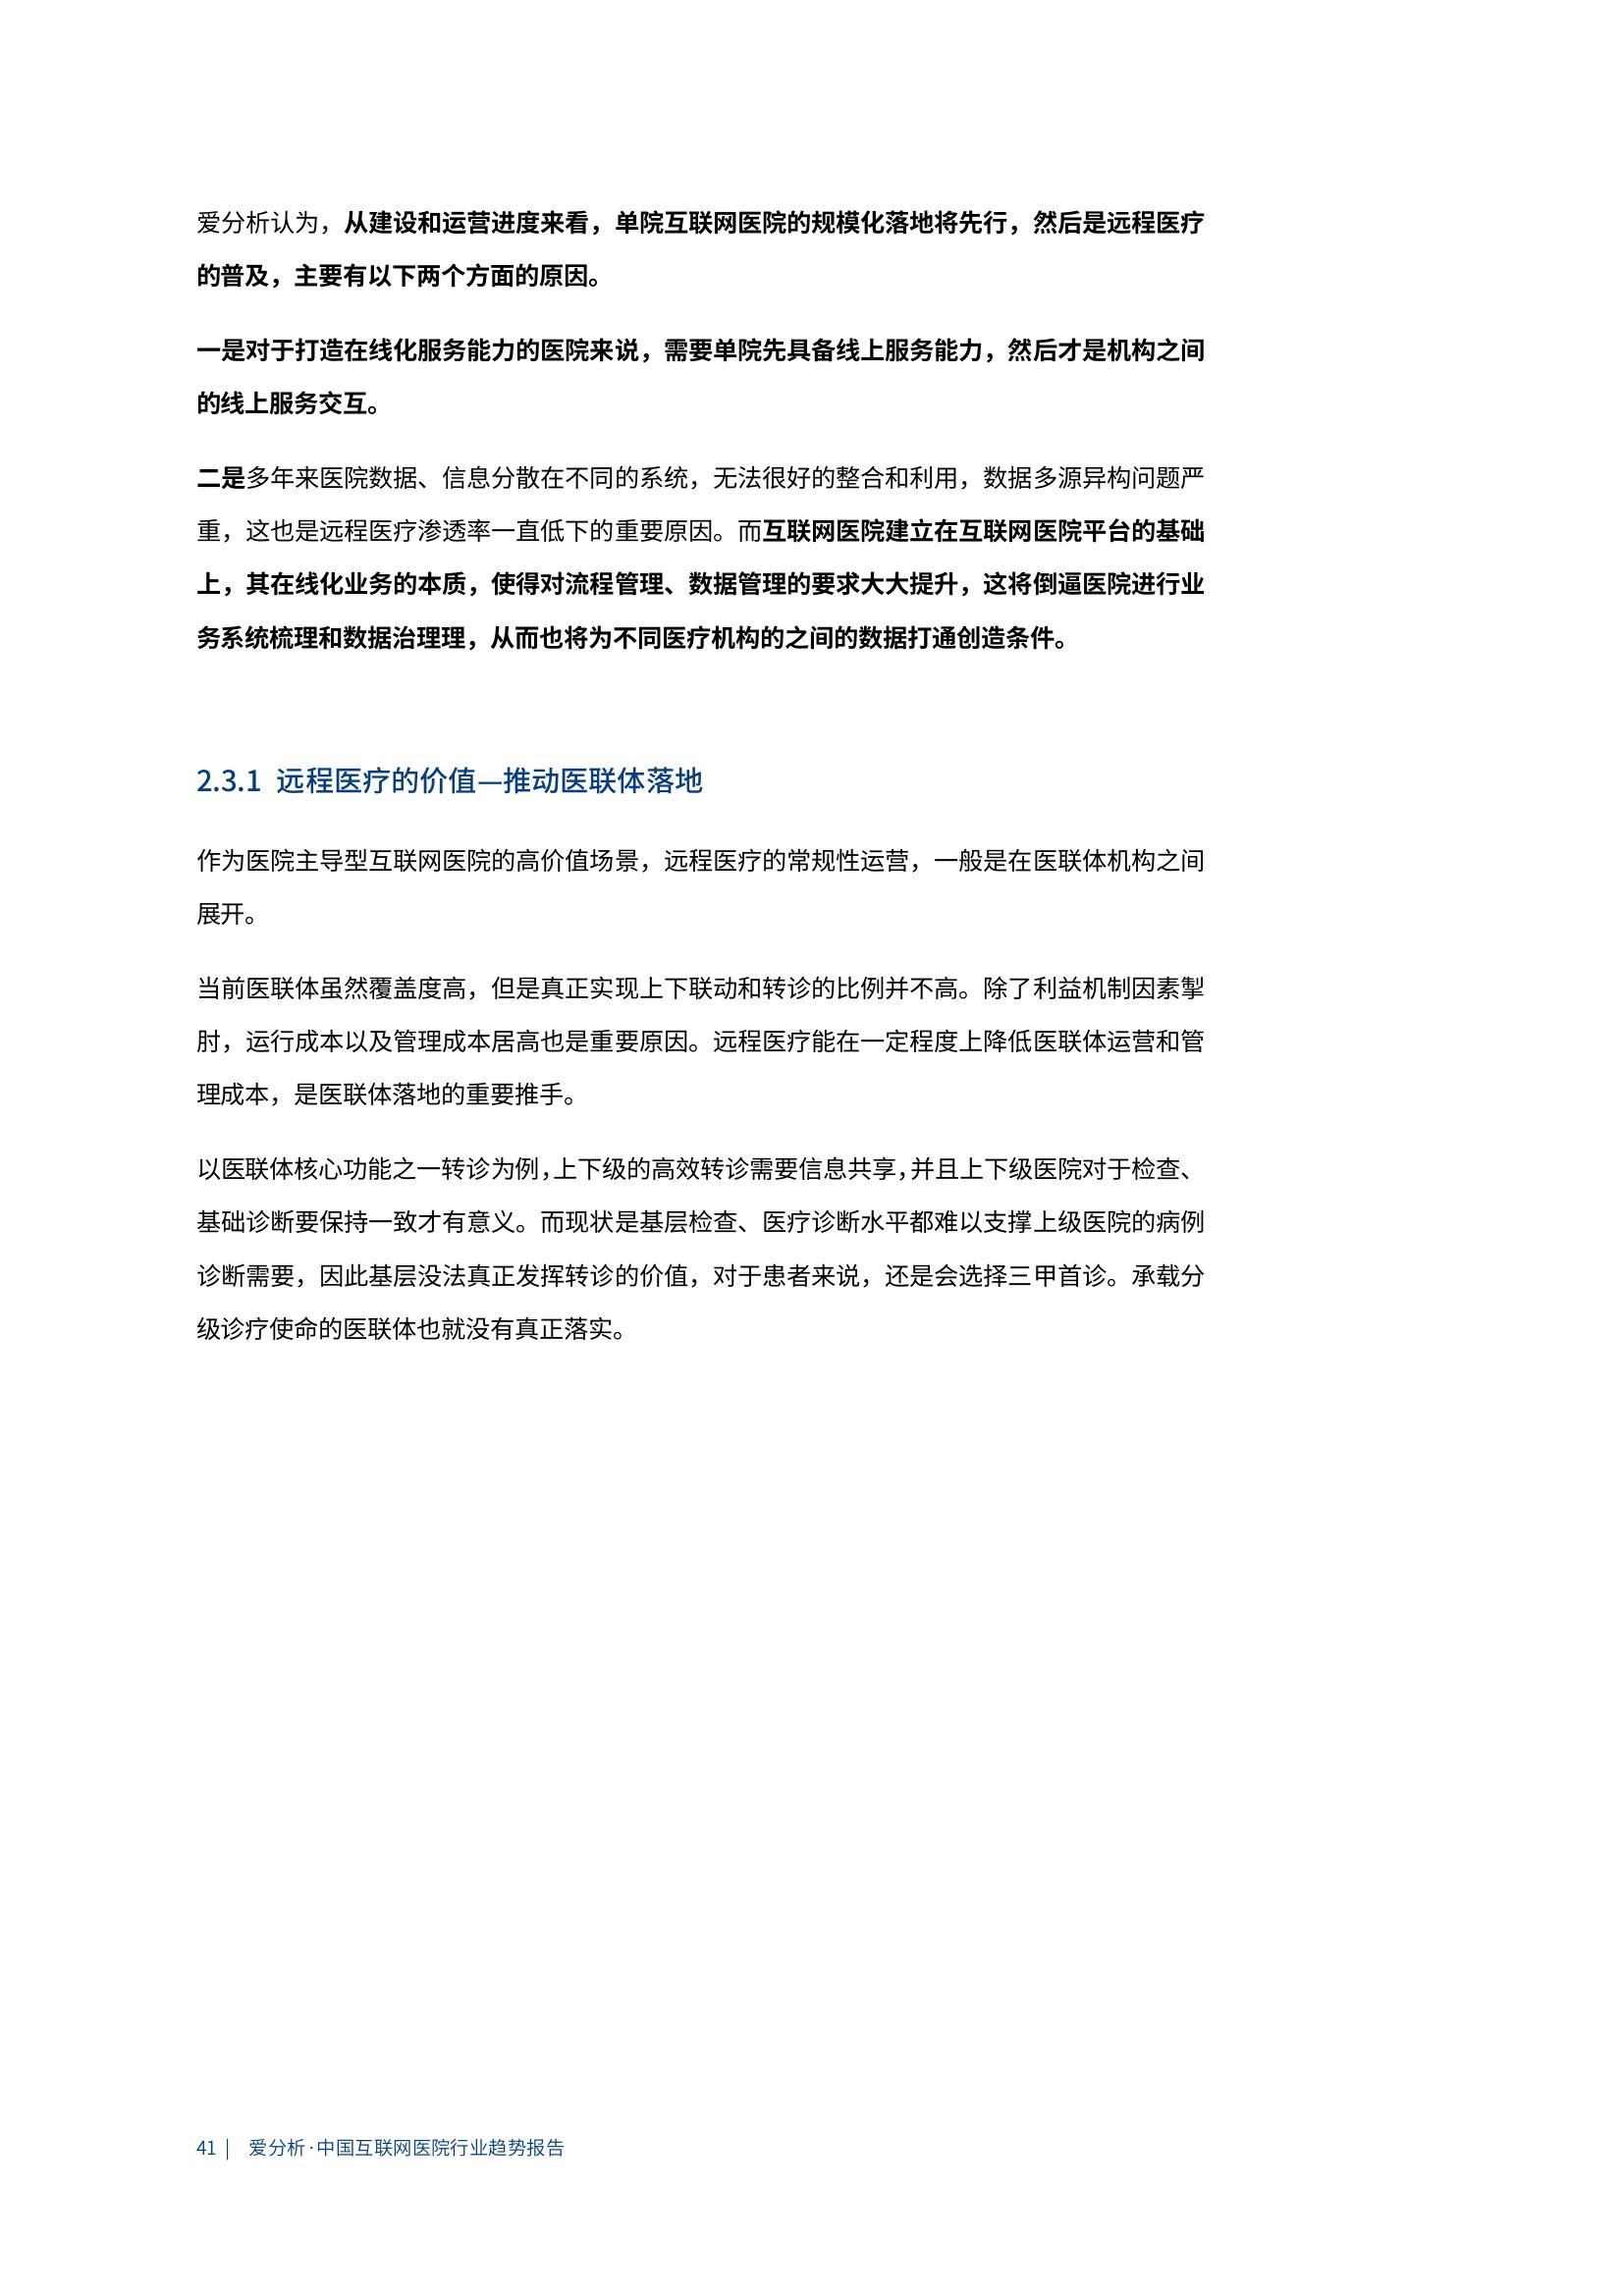 爱分析认为，从建设和运营进度来看，单院互联网医院的规模化落地将先行，然后是远程医疗
的普及，主要有以下两个方面的原因。
一是对于打造在线化服务能力的医院来说，需要单院先具备线上服务能力，然后才是机构之间
的线上服务交互。
二是多年来医院数据、信息分散在不同的系统，无法很好的整合和利用，数据多源异构问题严
重，这也是远程医疗渗透率一直低下的重要原因。而互联网医院建立在互联网医院平台的基础
上，其在线化业务的本质，使得对流程管理、数据管理的要求大大提升，这将倒逼医院进行业
务系统梳理和数据治理理，从而也将为不同医疗机构的之间的数据打通创造条件。
2.3.1 远程医疗的价值—推动医联体落地
作为医院主导型互联网医院的高价值场景，远程医疗的常规性运营，一般是在医联体机构之间
展开。
当前医联体虽然覆盖度高，但是真正实现上下联动和转诊的比例并不高。除了利益机制因素掣
肘，运行成本以及管理成本居高也是重要原因。远程医疗能在一定程度上降低医联体运营和管
理成本，是医联体落地的重要推手。
以医联体核心功能之一转诊为例，上下级的高效转诊需要信息共享，并且上下级医院对于检查、
基础诊断要保持一致才有意义。而现状是基层检查、医疗诊断水平都难以支撑上级医院的病例
诊断需要，因此基层没法真正发挥转诊的价值，对于患者来说，还是会选择三甲首诊。承载分
级诊疗使命的医联体也就没有真正落实。
41 | 爱分析·中国互联网医院行业趋势报告